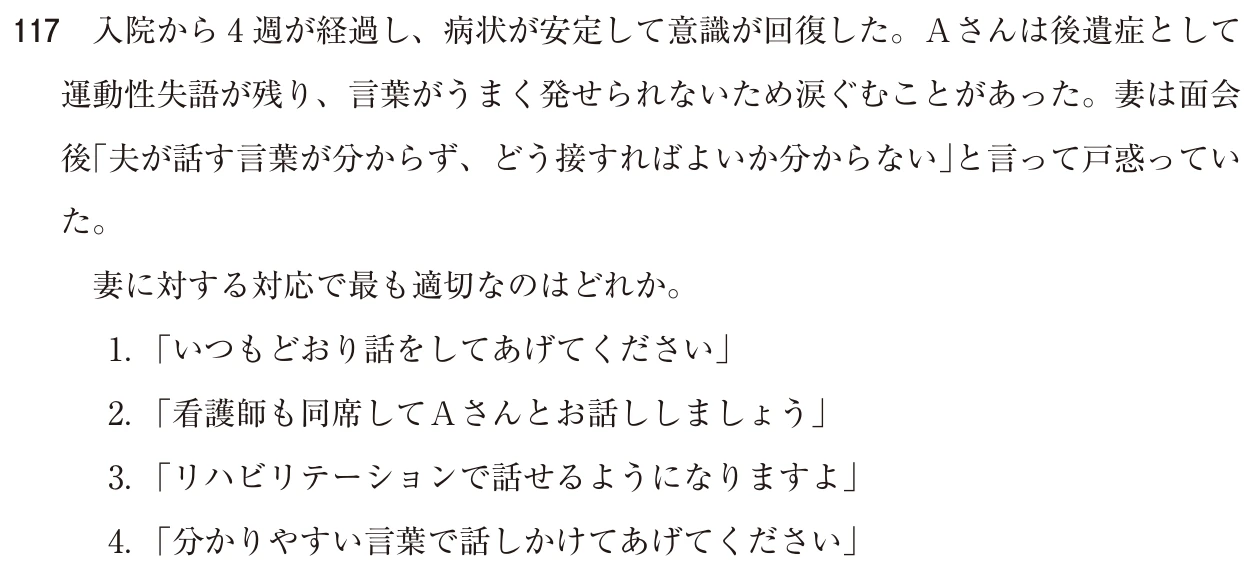 117　入院から4週が経過し、病状が安定して意識が回復した。Aさんは後遺症として
運動性失語が残り、言葉がうまく発せられないため涙ぐむことがあった。妻は面会
後「夫が話す言葉が分からず、どう接すればよいか分からない」と言って戸惑ってい
た。
妻に対する対応で最も適切なのはどれか。
1. 「いつもどおり話をしてあげてください」
2. 「看護師も同席してAさんとお話ししましょう」
3. 「リハビリテーションで話せるようになりますよ」
4. 「分かりやすい言葉で話しかけてあげてください」